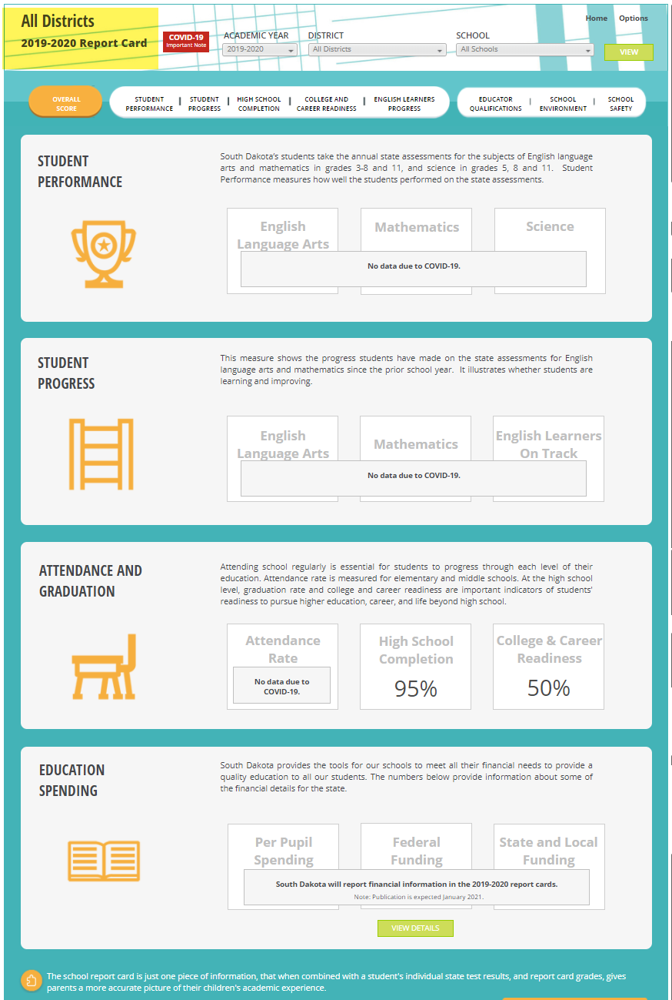 All Districts
2019-2020 Report Card
COVID-19
Important Note
ACADEMIC YEAR
2019-2020
DISTRICT
All Districts
SCHOOL
All Schools
Home
Options
VIEW
OVERALL
SCORE
STUDENT
PERFORMANCE
STUDENT
PROGRESS
HIGH SCHOOL
COMPLETION
COLLEGE AND
CAREER READINESS
ENGLISH LEARNERS
PROGRESS
EDUCATOR
QUALIFICATIONS
SCHOOL
ENVIRONMENT
SCHOOL
SAFETY
STUDENT
PERFORMANCE
South Dakota's students take the annual state assessments for the subjects of English language
arts and mathematics in grades 3-8 and 11, and science in grades 5, 8 and 11. Student
Performance measures how well the students performed on the state assessments.
English
Language Arts
Mathematics
Science
No data due to COVID-19.
STUDENT
PROGRESS
This measure shows the progress students have made on the state assessments for English
language arts and mathematics since the prior school year. It illustrates whether students are
learning and improving.
English
Language Arts
Mathematics
English Learners
On Track
No data due to COVID-19.
ATTENDANCE AND
GRADUATION
Attending school regularly is essential for students to progress through each level of their
education. Attendance rate is measured for elementary and middle schools. At the high school
level, graduation rate and college and career readiness are important indicators of students'
readiness to pursue higher education, career, and life beyond high school.
Attendance
Rate
No data due to
COVID-19.
High School
Completion
95%
College & Career
Readiness
50%
EDUCATION
SPENDING
South Dakota provides the tools for our schools to meet all their financial needs to provide a
quality education to all our students. The numbers below provide information about some of
the financial details for the state.
Per Pupil
Spending
Federal
Funding
State and Local
Funding
South Dakota will report financial information in the 2019-2020 report cards.
Note: Publication is expected January 2021.
VIEW DETAILS
The school report card is just one piece of information, that when combined with a student's individual state test results, and report card grades, gives
parents a more accurate picture of their children's academic experience.